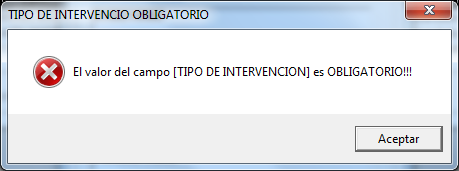 TIPO DE INTERVENCIO OBLIGATORIO
El valor del campo [TIPO DE INTERVENCION] es OBLIGATORIO!!!
Aceptar